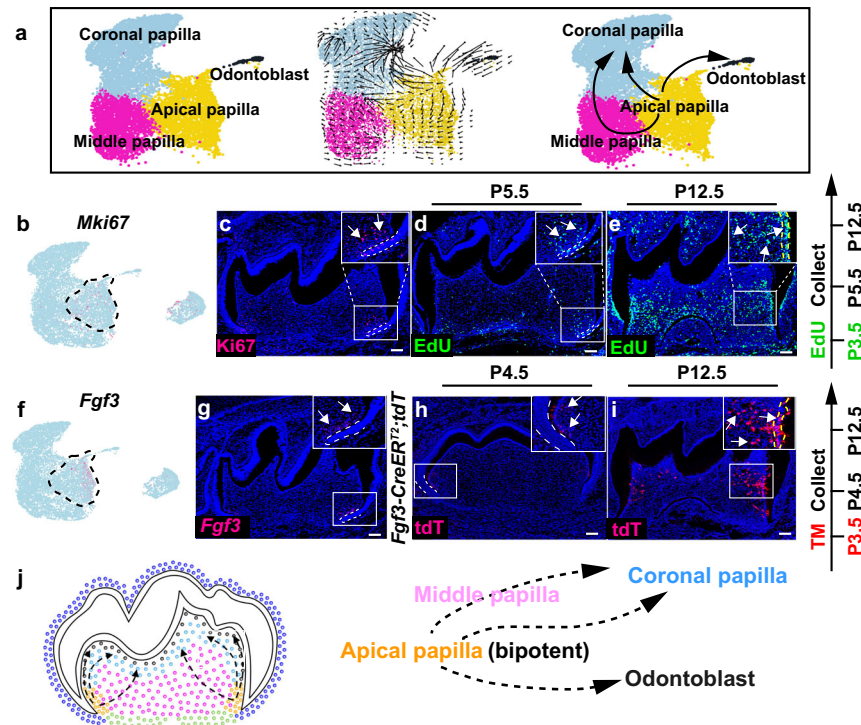 a
Coronal papilla
Odontoblast
Apical papilla
Middle papilla
Coronal papilla
Odontoblast
Apical papilla
Middle papilla
b
Mki67
c
Ki67
P5.5
d
EdU
P12.5
e
EdU
EdU Collect
P3.5 P5.5 P12.5
f
Fgf3
g
Fgf3
Fgf3-CreERT2;tdT
P4.5
h
tdT
P12.5
i
tdT
TM Collect
P3.5 P4.5 P12.5
j
Middle papilla
Coronal papilla
Apical papilla (bipotent)
Odontoblast